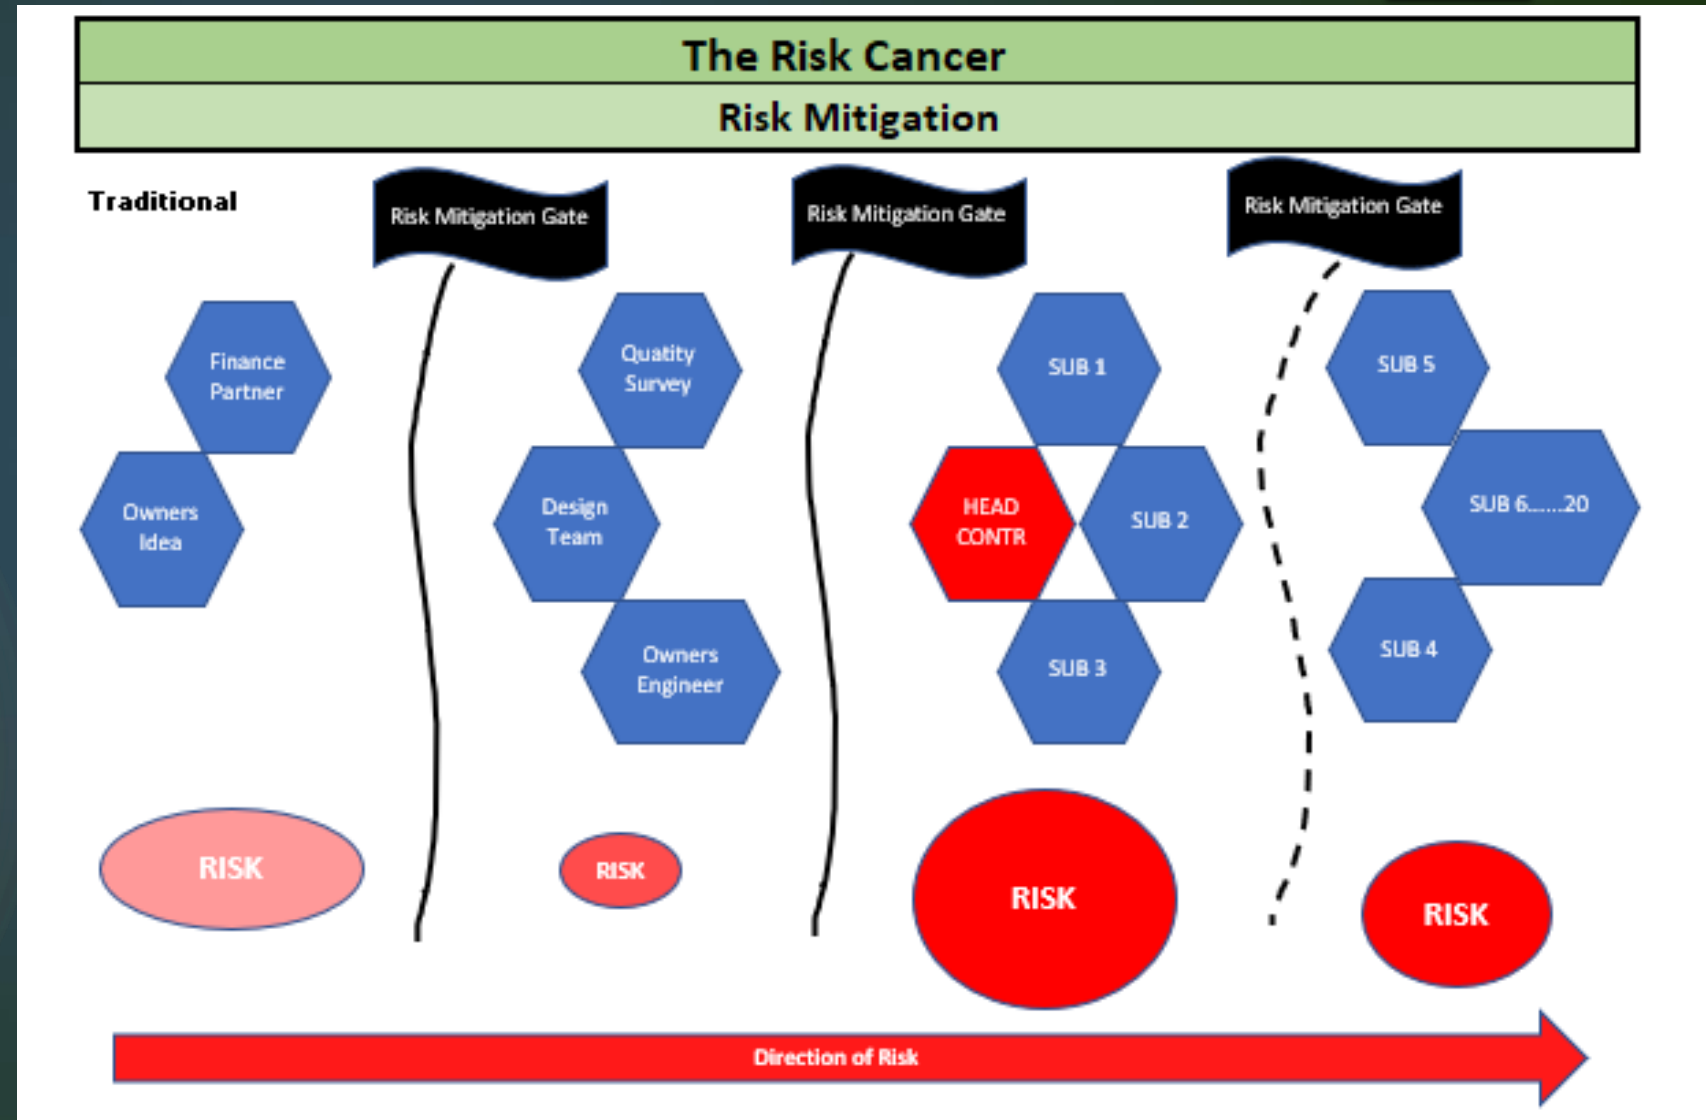 The Risk Cancer
Risk Mitigation
Traditional
Risk Mitigation Gate
Risk Mitigation Gate
Risk Mitigation Gate
Finance
Partner
Owners
Idea
Quatity
Survey
Design
Team
Owners
Engineer
SUB 1
HEAD
CONTR
SUB 2
SUB 3
SUB 5
SUB 6......20
SUB 4
RISK
RISK
RISK
RISK
Direction of Risk